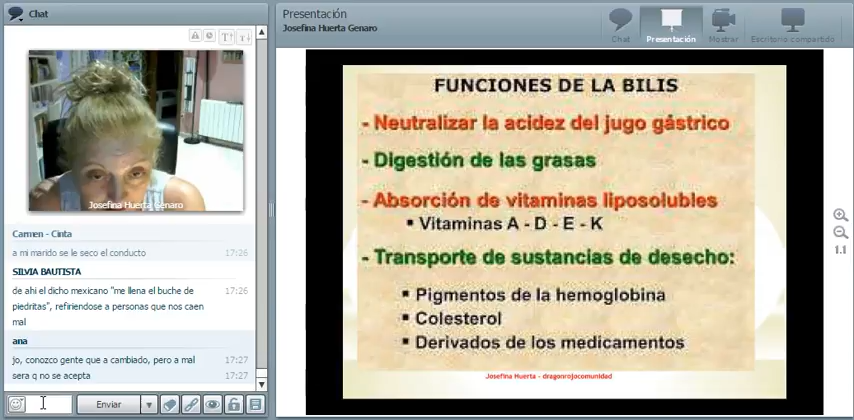 Chat
Josefina Huerta Genaro
Carmen - Cinta
a mi marido se le seco el conducto 17:26
SILVIA BAUTISTA
de ahi el dicho mexicano "me llena el buche de 17:26
piedritas", refiriendose a personas que nos caen
mal
ana
jo, conozco gente que a cambiado, pero a mal 17:27
sera q no se acepta 17:27
Enviar
Presentación
Josefina Huerta Genaro
Chat
Presentación
Mostrar
Escritorio compartido
FUNCIONES DE LA BILIS
- Neutralizar la acidez del jugo gástrico
- Digestión de las grasas
- Absorción de vitaminas liposolubles
▪ Vitaminas A - D - E - K
- Transporte de sustancias de desecho:
▪ Pigmentos de la hemoglobina
▪ Colesterol
▪ Derivados de los medicamentos
Josefina Huerta - dragonrojocomunidad
1.1